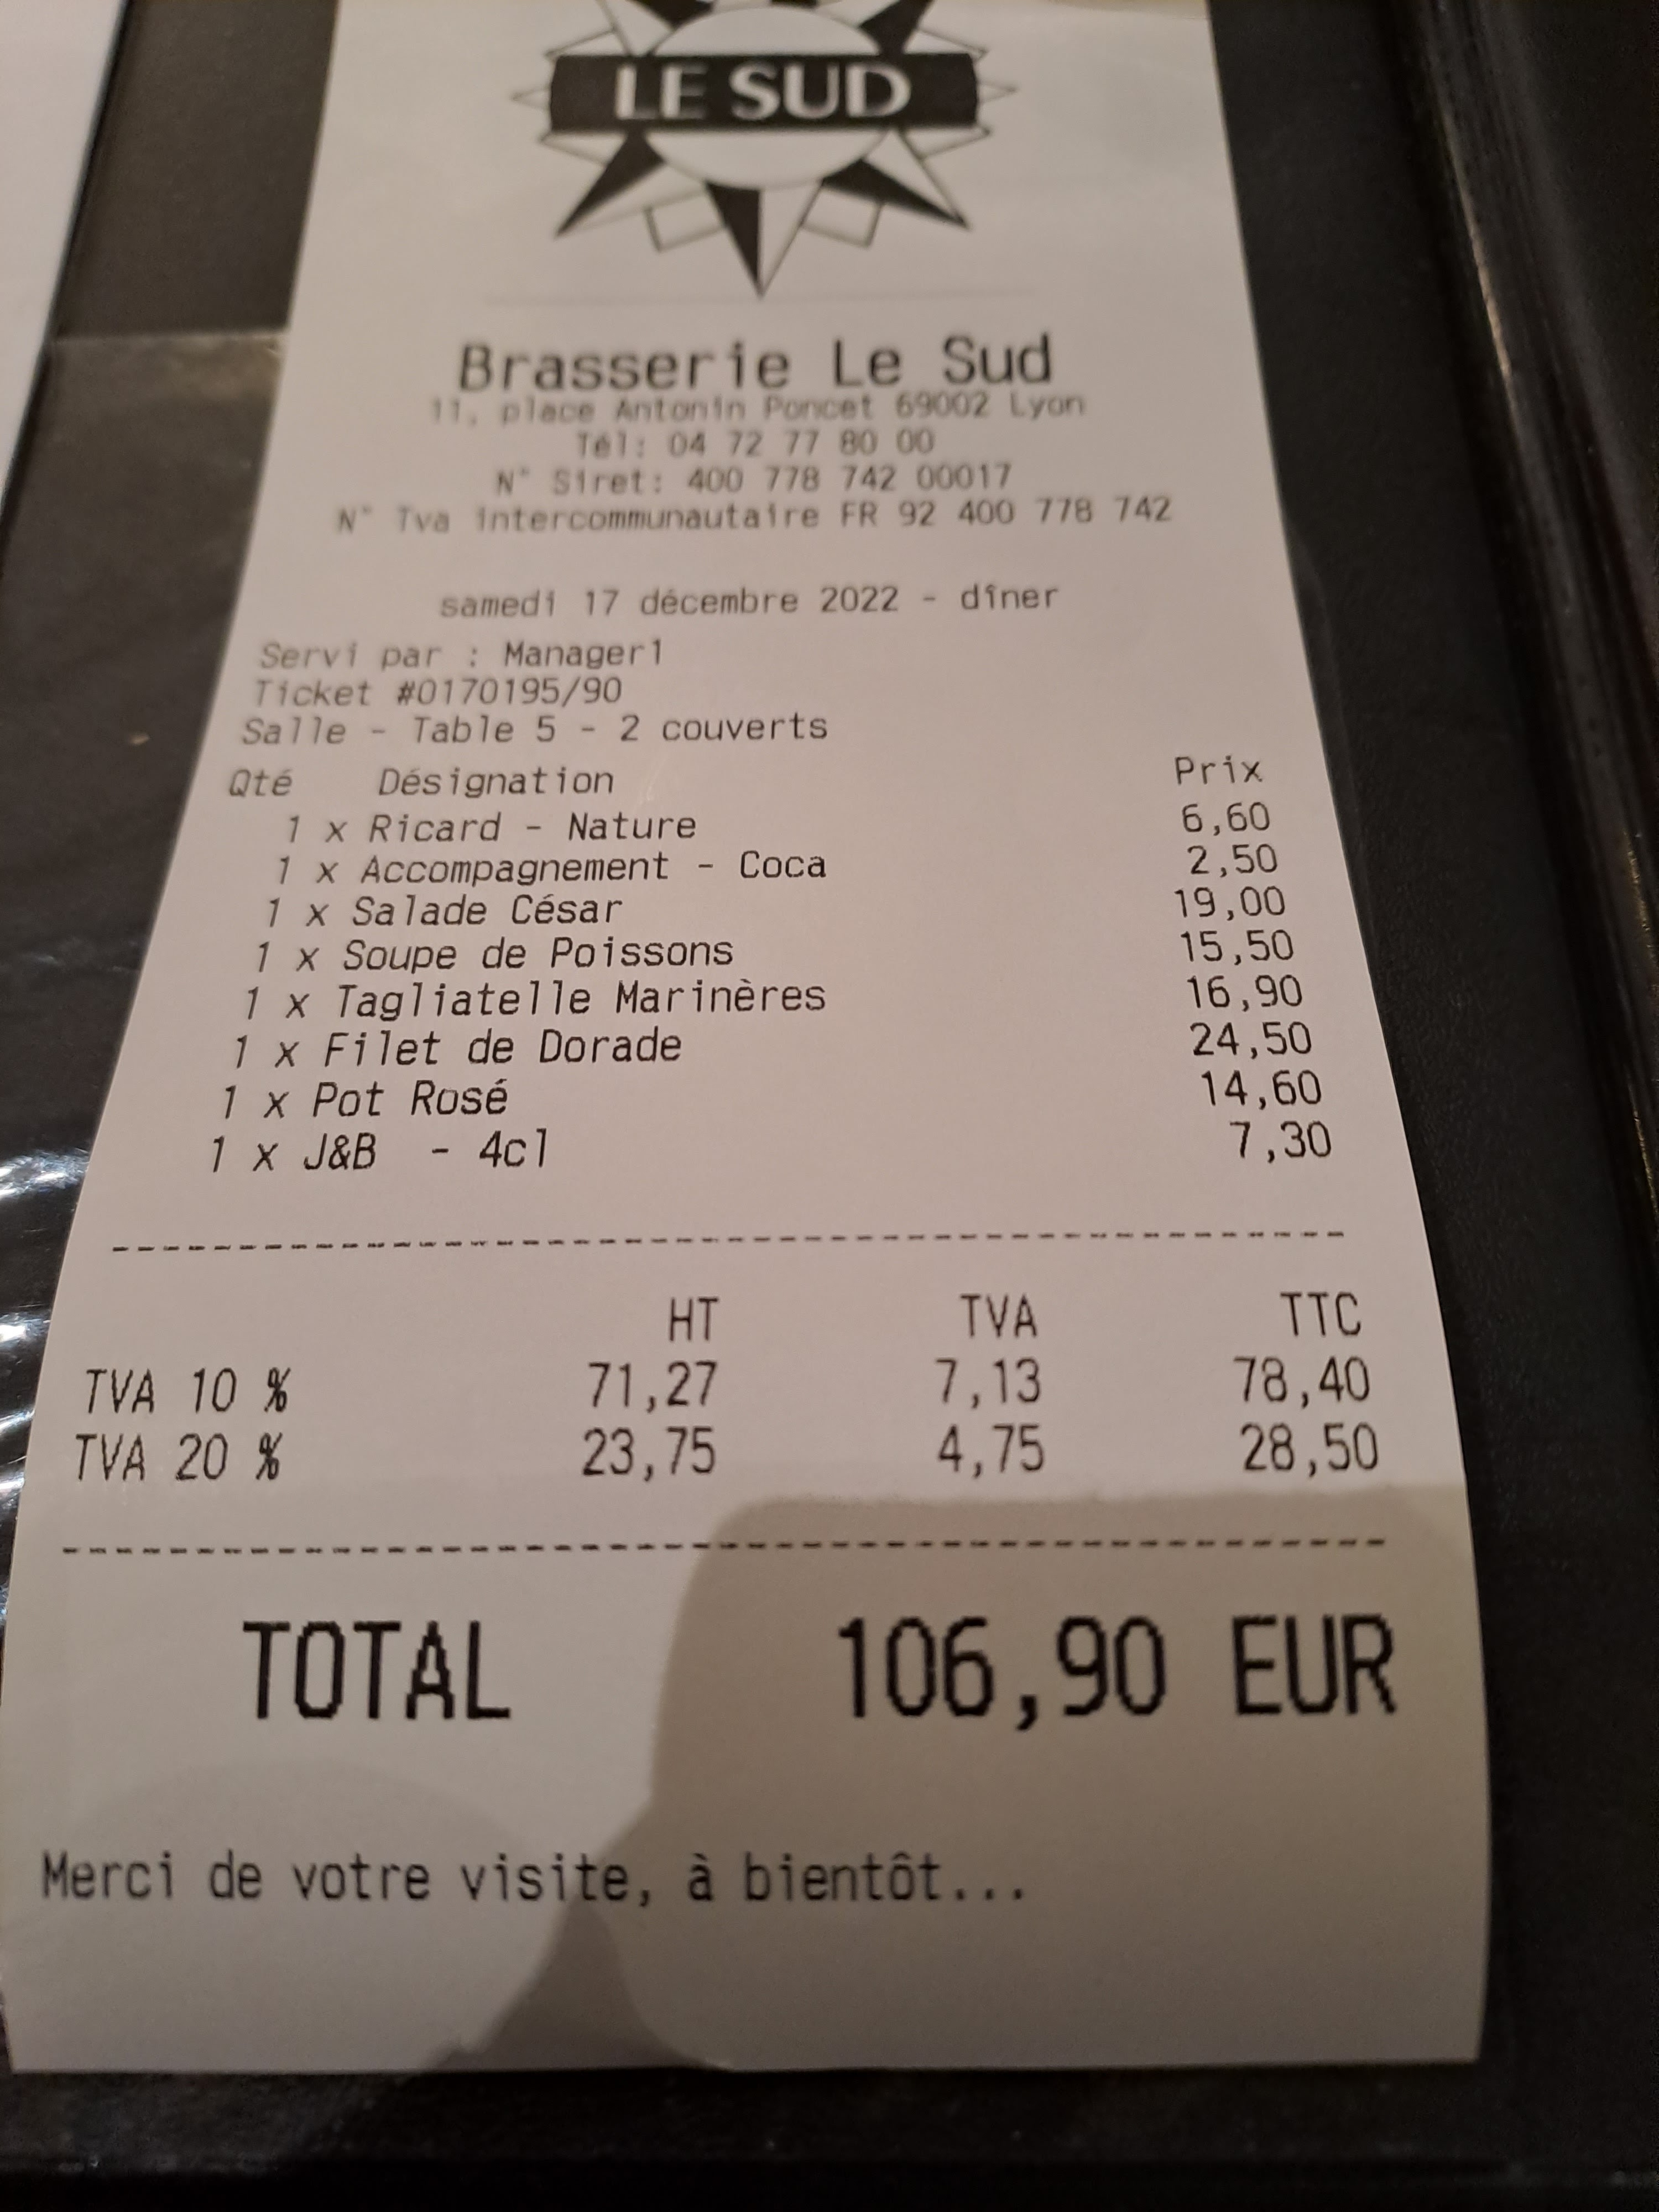 LE SUD
Brasserie Le Sud
11, place Antonin Poncet 69002 Lyon
Tél: 04 72 77 80 00
N° Siret: 400 778 742 00017
N° Tva intercommunautaire FR 92 400 778 742
samedi 17 décembre 2022 - dîner
Servi par : Manager1
Ticket #0170195/90
Salle - Table 5 - 2 couverts
Qté Désignation Prix
1 x Ricard - Nature 6,60
1 x Accompagnement - Coca 2,50
1 x Salade César 19,00
1 x Soupe de Poissons 15,50
1 x Tagliatelle Marinères 16,90
1 x Filet de Dorade 24,50
1 x Pot Rosé 14,60
1 x J&B - 4cl 7,30
HT TVA TTC
TVA 10 % 71,27 7,13 78,40
TVA 20 % 23,75 4,75 28,50
TOTAL 106,90 EUR
Merci de votre visite, à bientôt...